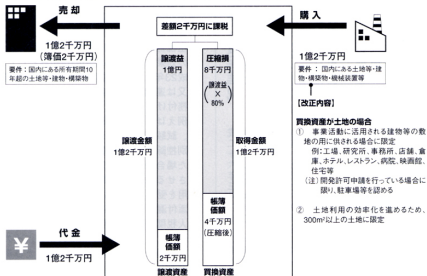 売却
1億2千万円
(簿価2千万円)
要件：国内にある所有期間10
年超の土地等・建物・構築物
差額2千万円に課税
譲渡益
1億円
圧縮損
8千万円
(譲渡益
×
80%)
譲渡金額
1億2千万円
取得金額
1億2千万円
帳簿
価額
2千万円
帳簿
価額
4千万円
(圧縮後)
譲渡資産
買換資産
¥
代金
1億2千万円
購入
1億2千万円
要件：国内にある土地等・建
物・構築物・機械装置等
【改正内容】
買換資産が土地の場合
① 事業活動に活用される建物等の敷
地の用に供される場合に限定
例:工場、研究所、事務所、店舗、倉
庫、ホテル、レストラン、病院、映画館、
住宅等
(注)開発許可申請を行っている場合に
限り、駐車場等を認める
② 土地利用の効率化を進めるため、
300m²以上の土地に限定